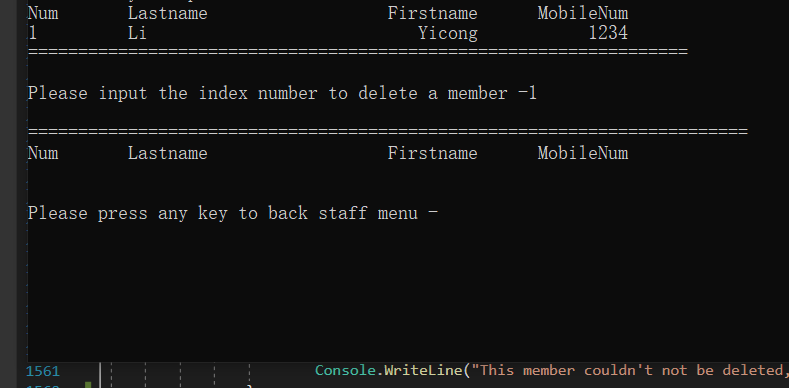 Num Lastname Firstname MobileNum
1 Li Yicong 1234
==================================================================
Please input the index number to delete a member -1
========================================================================
Num Lastname Firstname MobileNum
Please press any key to back staff menu -
1561 Console.WriteLine("This member couldn't not be deleted,